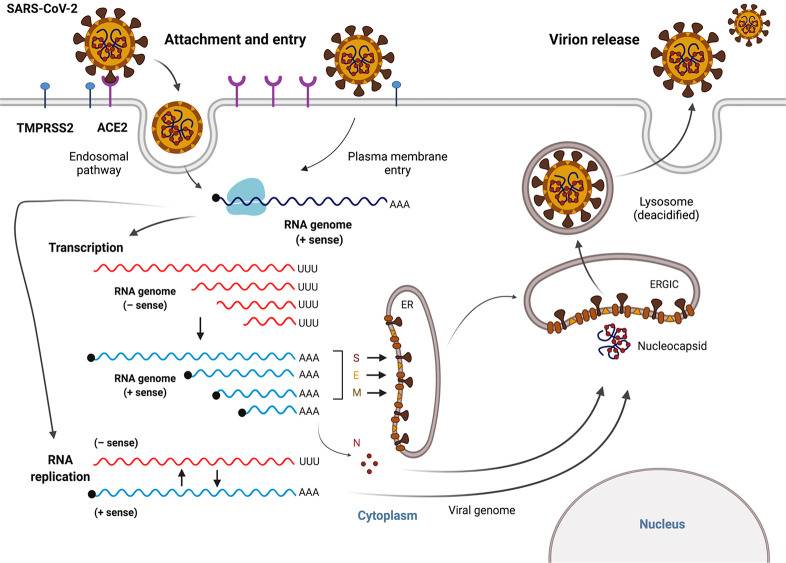 SARS-CoV-2
Attachment and entry
Virion release
TMPRSS2
ACE2
Endosomal
pathway
Plasma membrane
entry
Lysosome
(deacidified)
AAA
RNA genome
(+ sense)
Transcription
UUU
RNA genome
(− sense)
UUU
UUU
UUU
ER
ERGIC
Nucleocapsid
AAA
RNA genome
(+ sense)
AAA
AAA
AAA
S
E
M
N
(− sense)
RNA
replication
UUU
AAA
(+ sense)
Cytoplasm
Viral genome
Nucleus